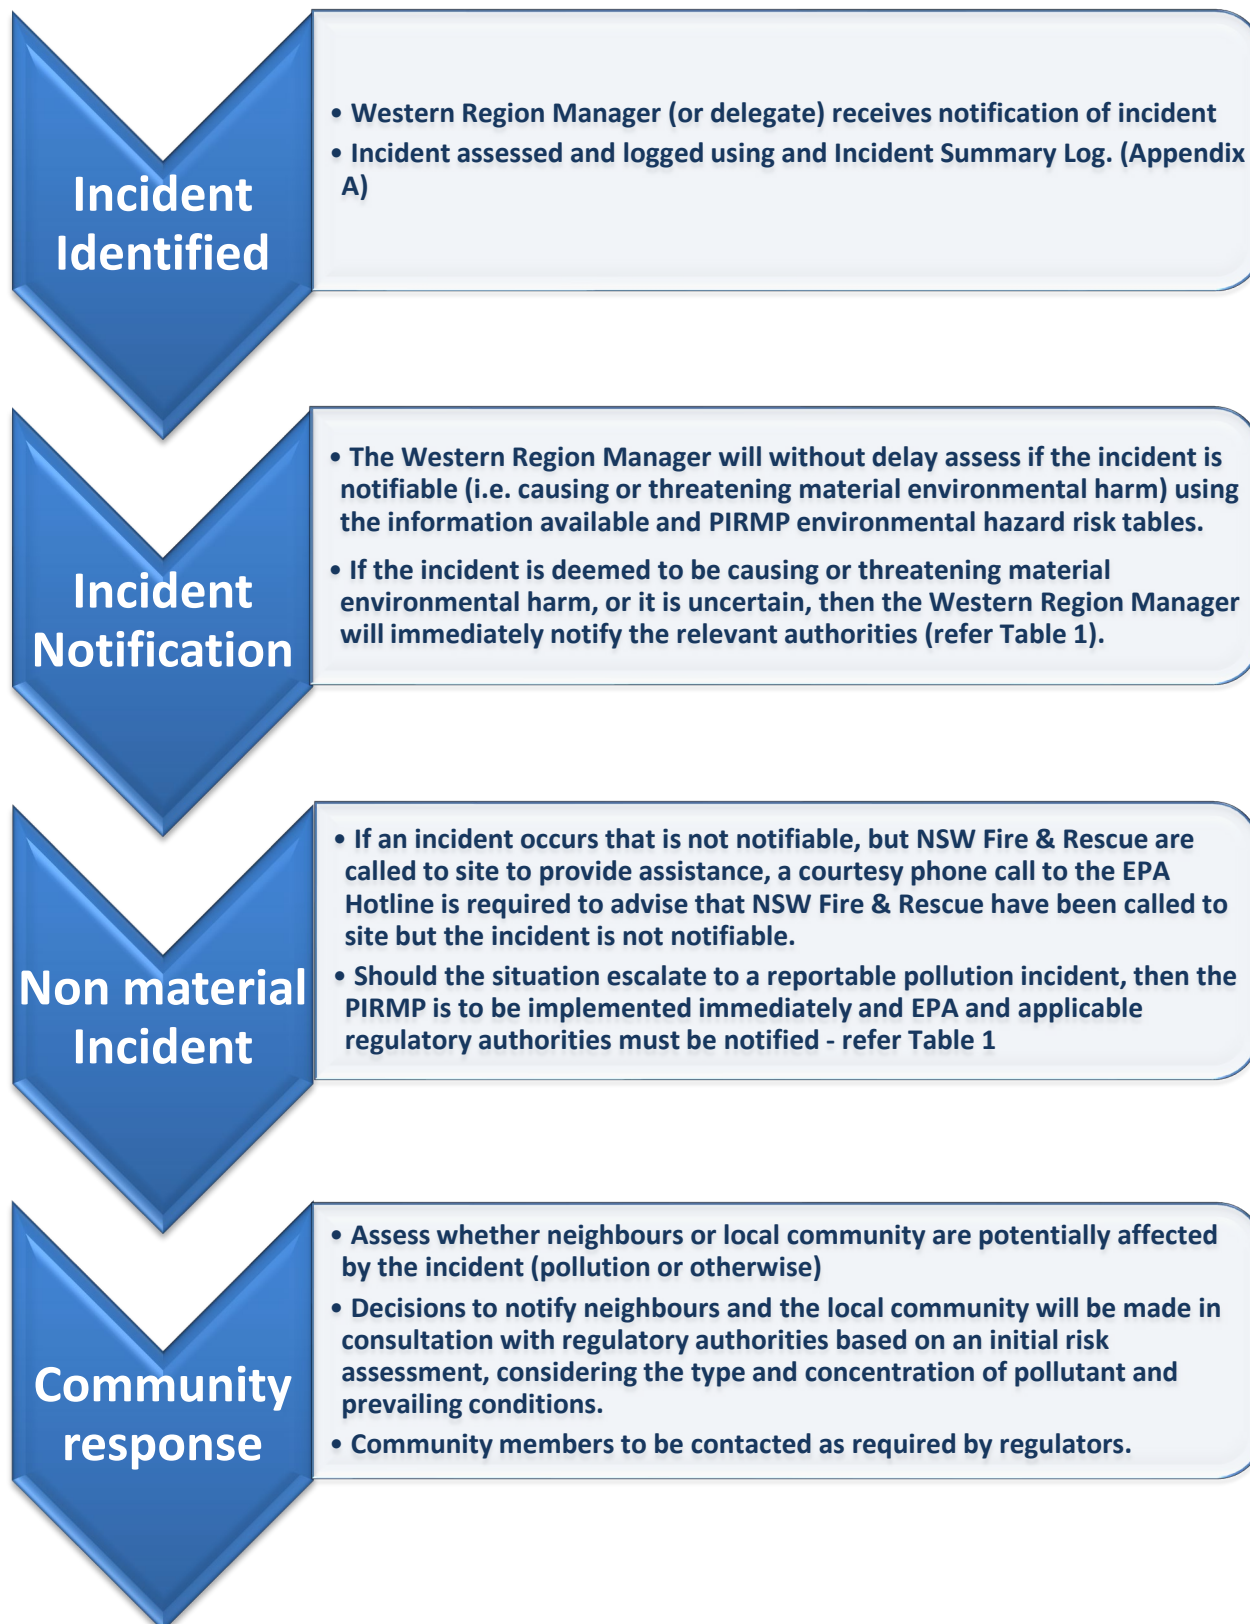 Incident
Identified
• Western Region Manager (or delegate) receives notification of incident
• Incident assessed and logged using and Incident Summary Log. (Appendix
A)
Incident
Notification
• The Western Region Manager will without delay assess if the incident is
notifiable (i.e. causing or threatening material environmental harm) using
the information available and PIRMP environmental hazard risk tables.
• If the incident is deemed to be causing or threatening material
environmental harm, or it is uncertain, then the Western Region Manager
will immediately notify the relevant authorities (refer Table 1).
Non material
Incident
• If an incident occurs that is not notifiable, but NSW Fire & Rescue are
called to site to provide assistance, a courtesy phone call to the EPA
Hotline is required to advise that NSW Fire & Rescue have been called to
site but the incident is not notifiable.
• Should the situation escalate to a reportable pollution incident, then the
PIRMP is to be implemented immediately and EPA and applicable
regulatory authorities must be notified - refer Table 1
Community
response
• Assess whether neighbours or local community are potentially affected
by the incident (pollution or otherwise)
• Decisions to notify neighbours and the local community will be made in
consultation with regulatory authorities based on an initial risk
assessment, considering the type and concentration of pollutant and
prevailing conditions.
• Community members to be contacted as required by regulators.